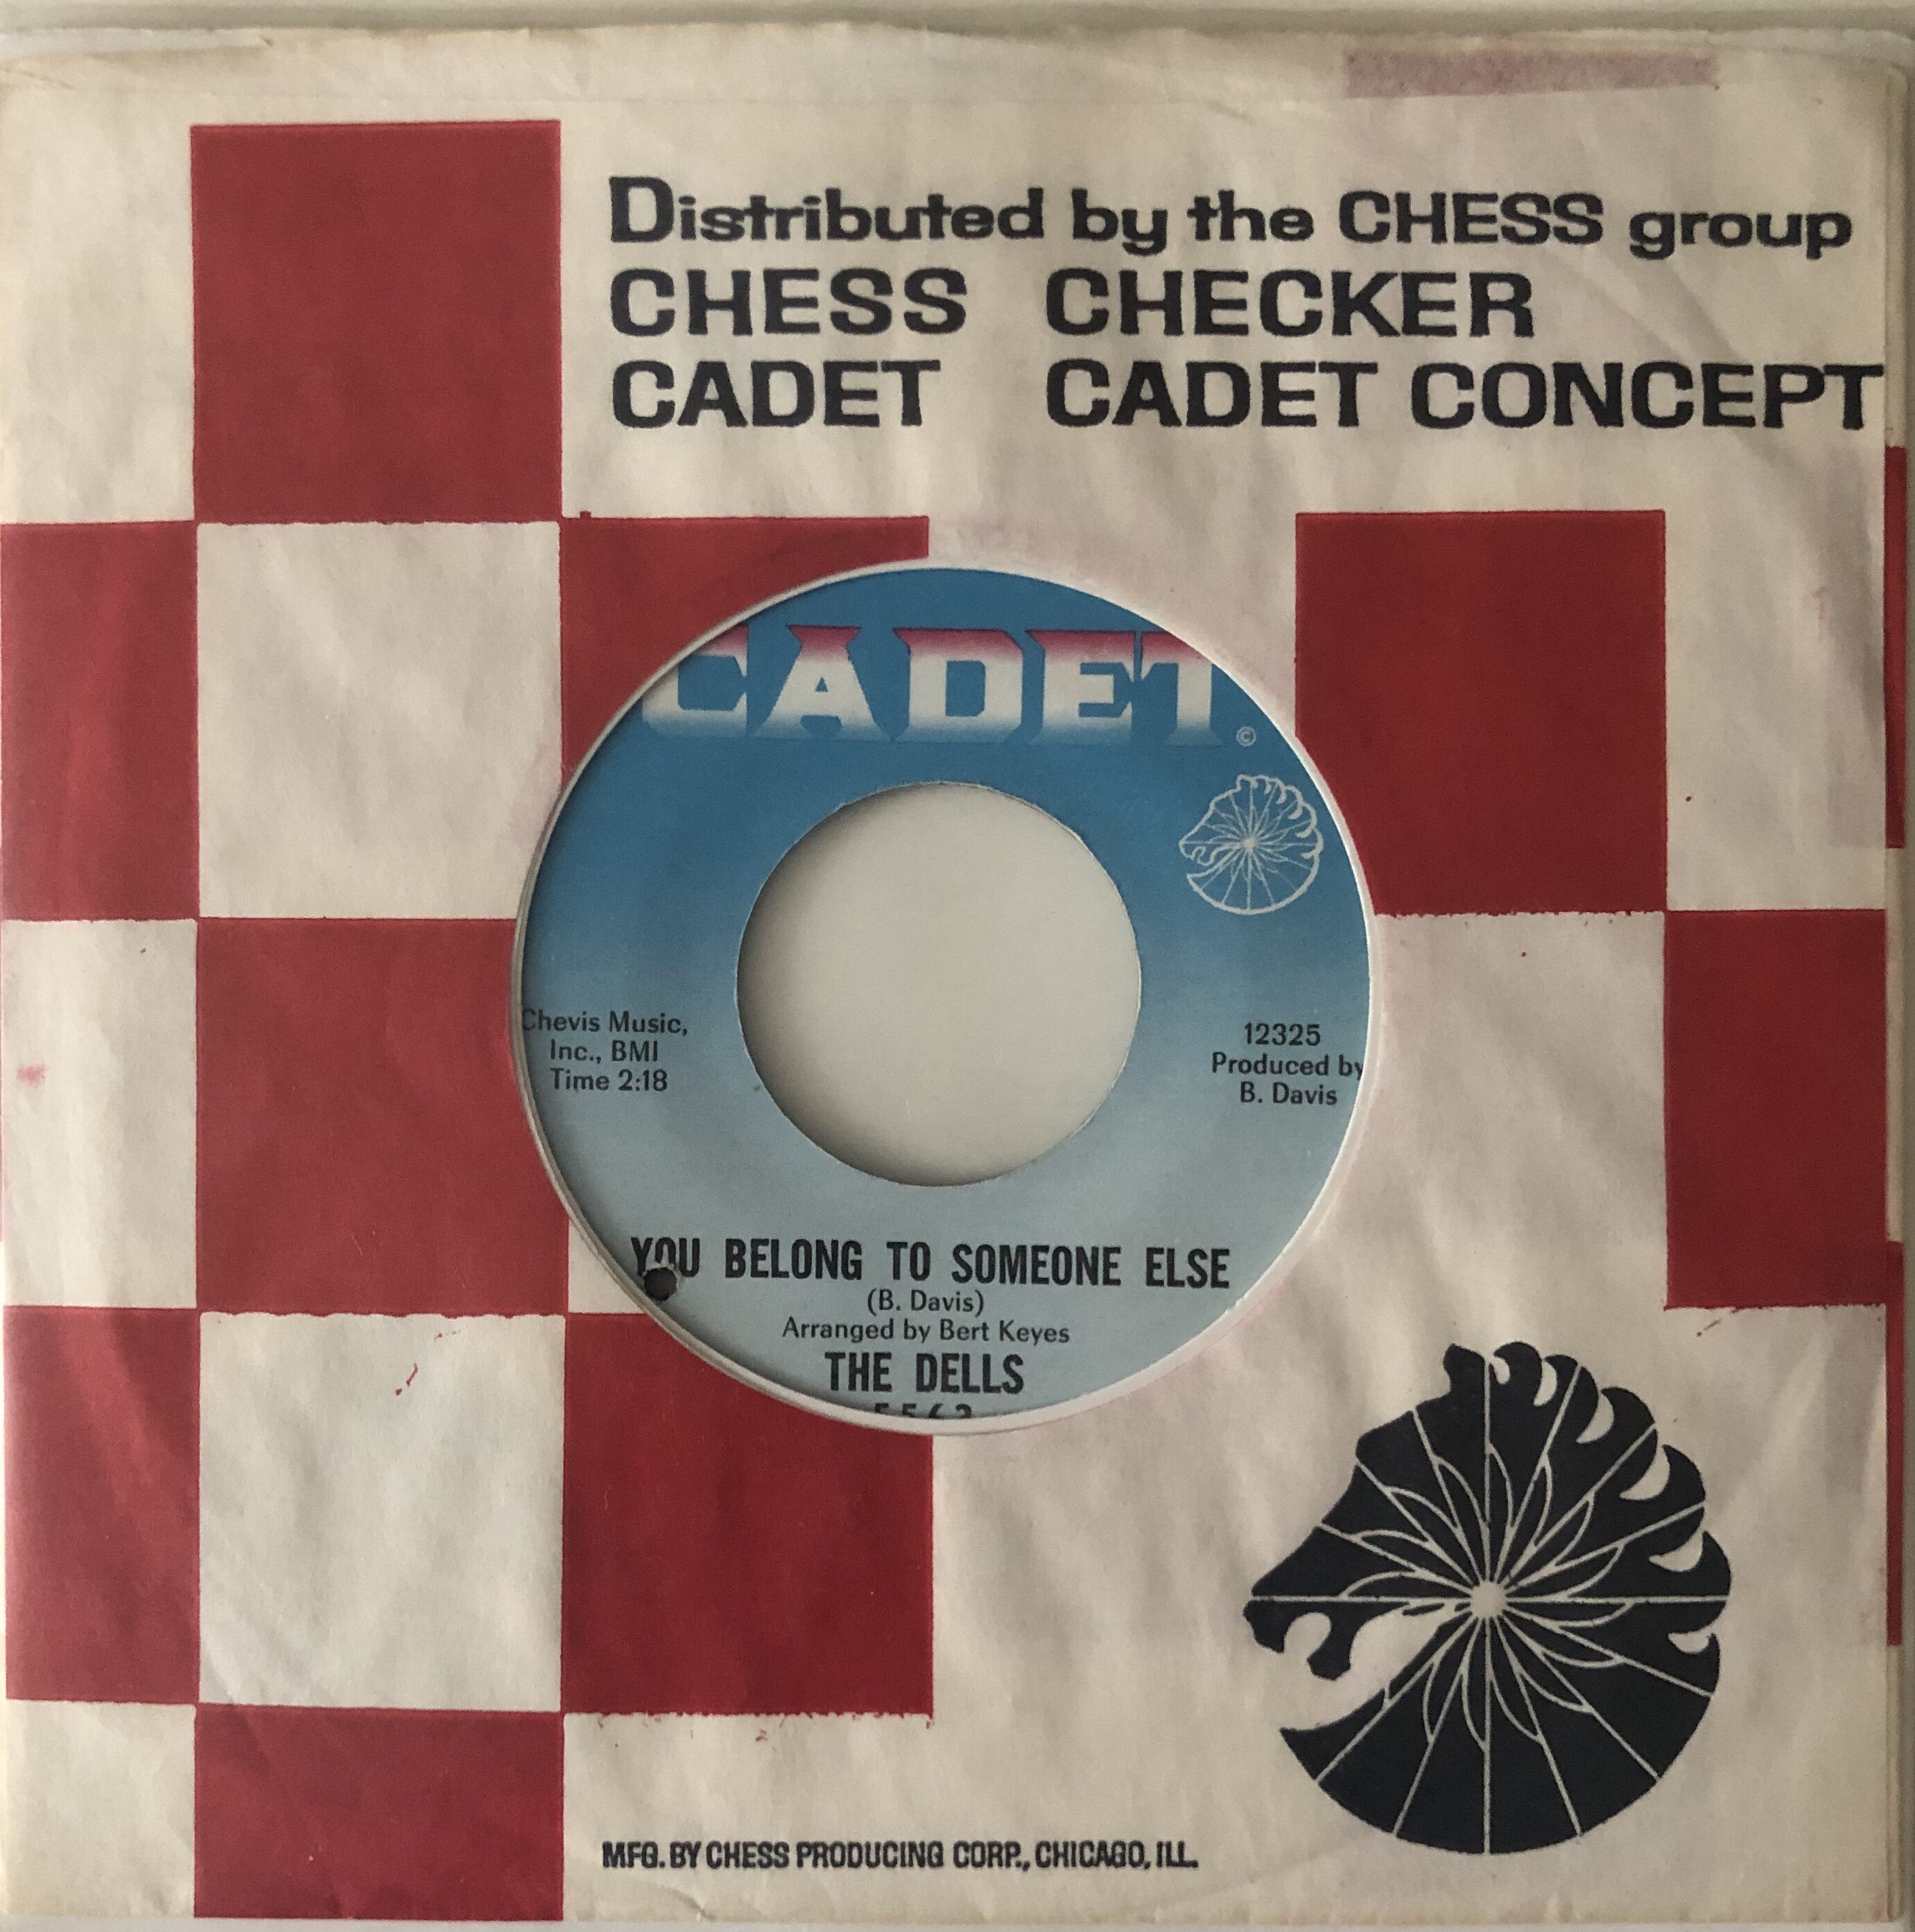 Distributed by the CHESS group
CHESS CHECKER
CADET CADET CONCEPT
CADET
©
Chevis Music,
Inc., BMI
Time 2:18
12325
Produced by
B. Davis
YOU BELONG TO SOMEONE ELSE
(B. Davis)
Arranged by Bert Keyes
THE DELLS
MFG. BY CHESS PRODUCING CORP., CHICAGO, ILL.